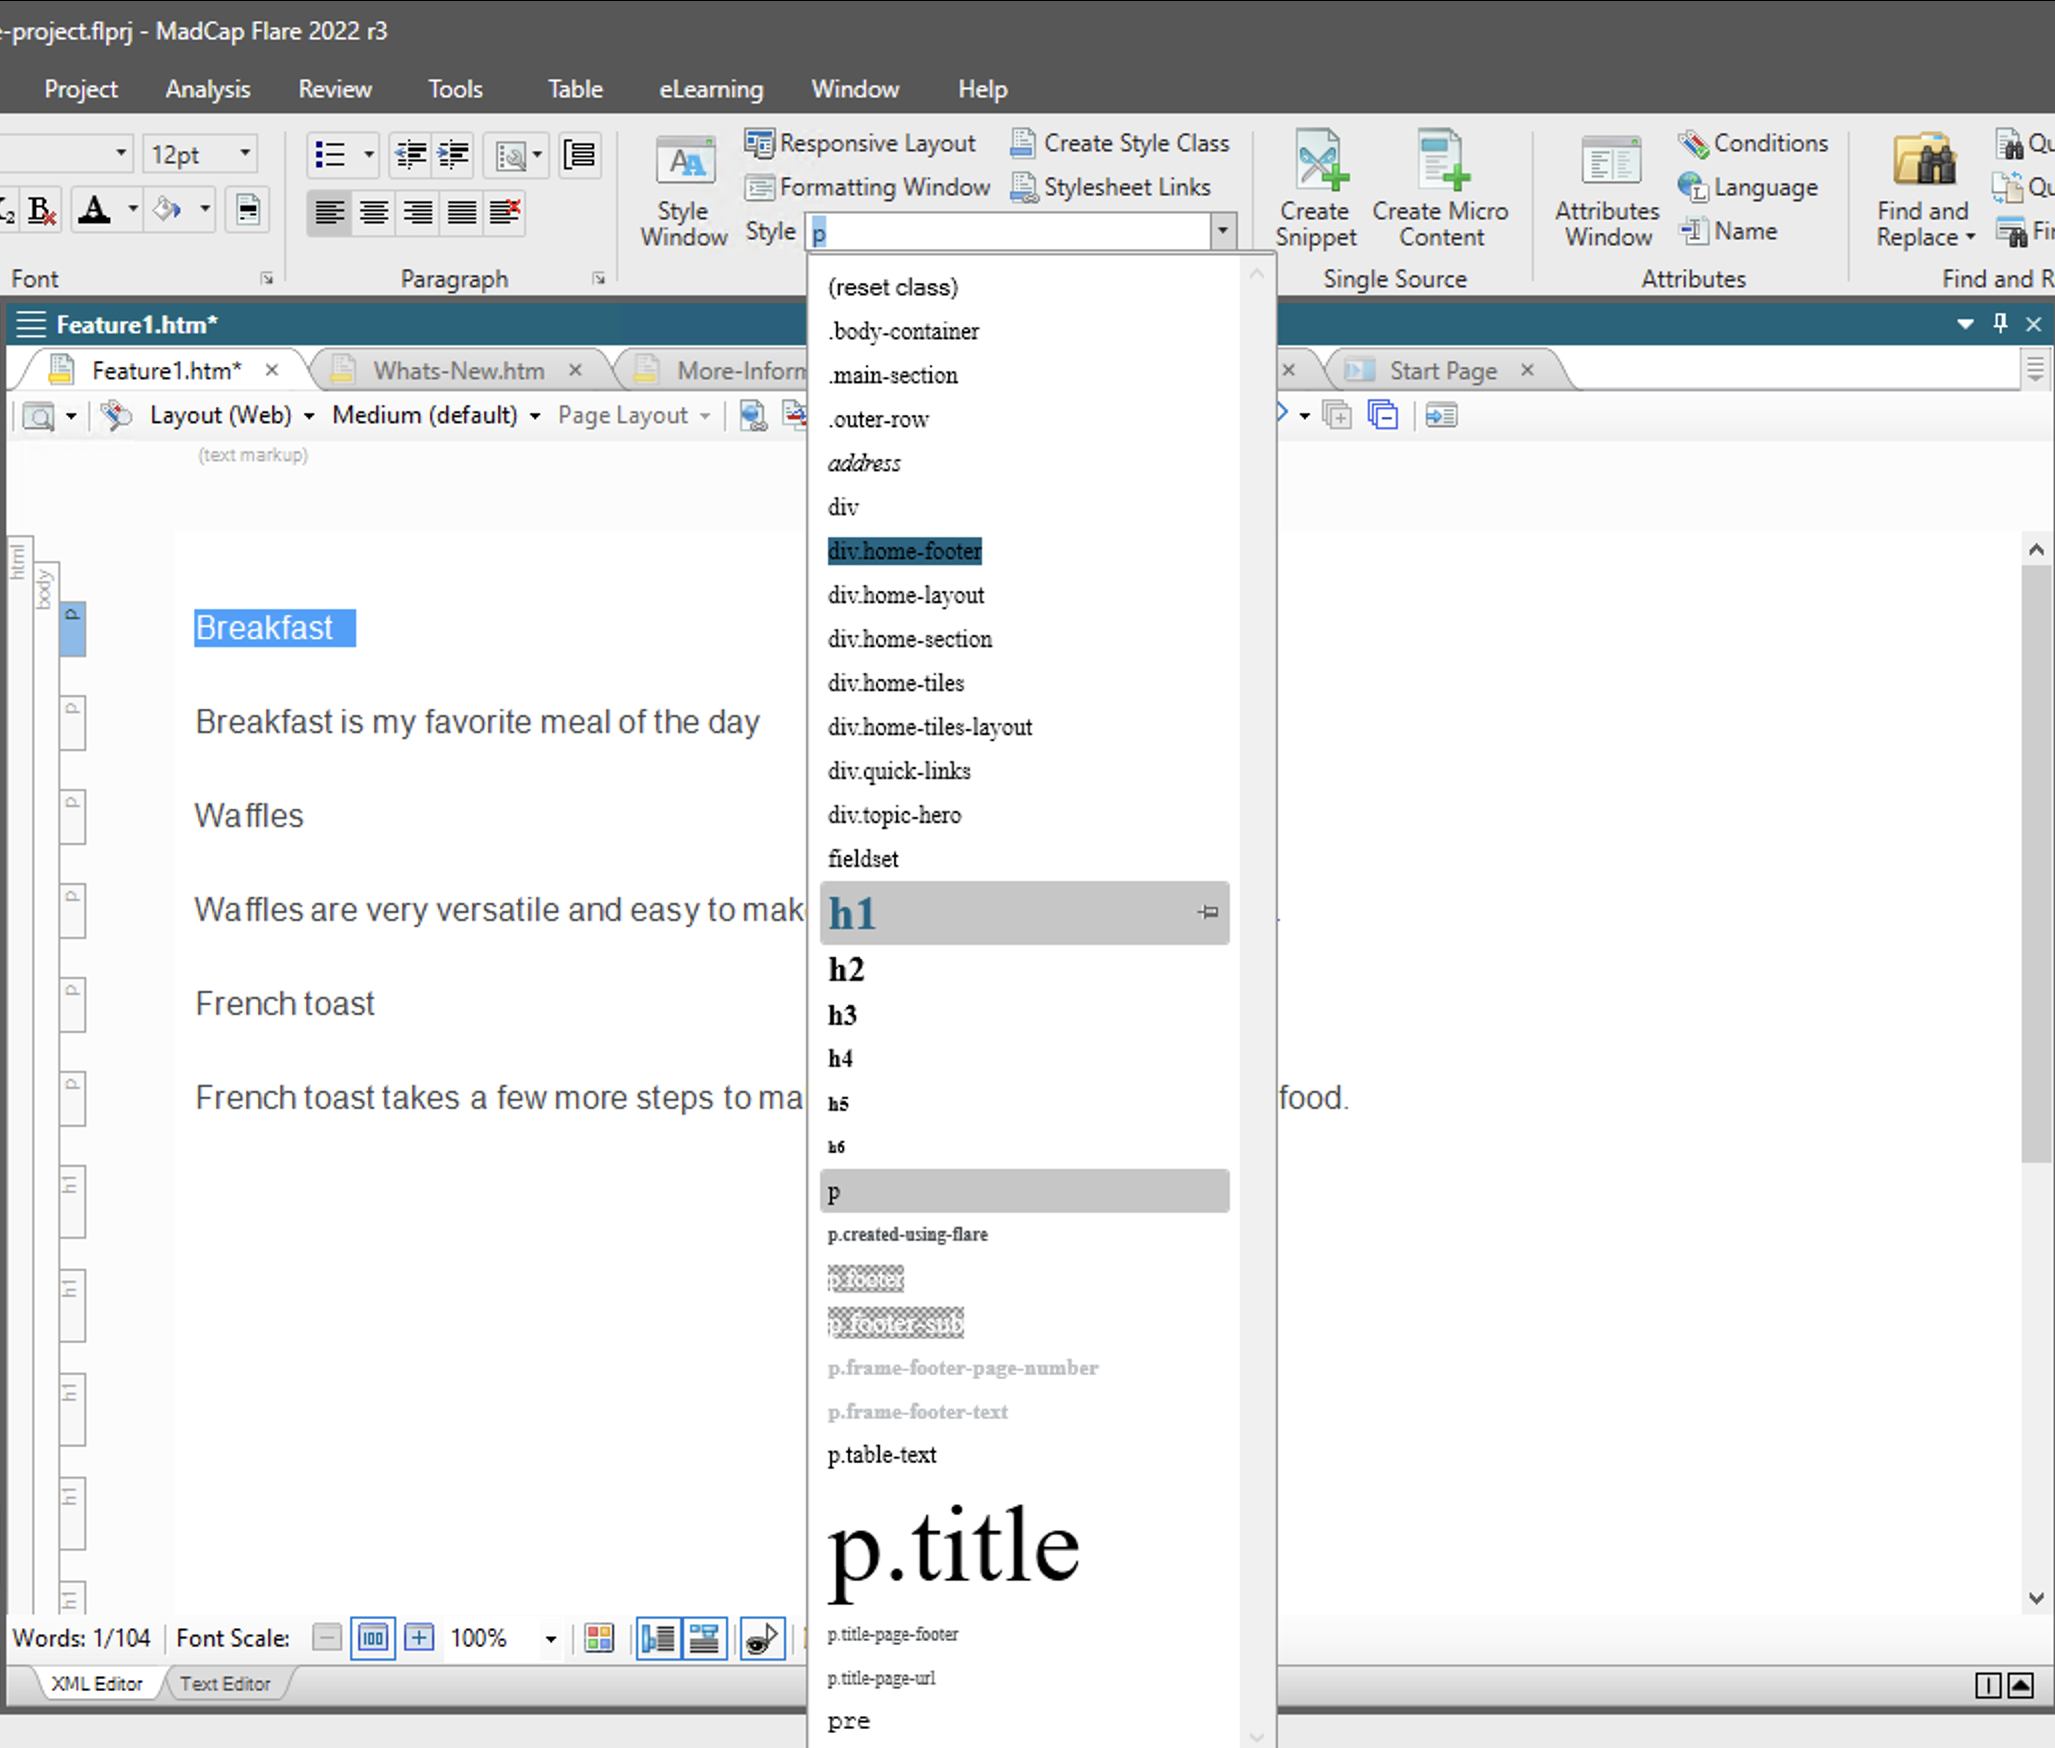 -project.flprj - MadCap Flare 2022 r3
Project Analysis Review Tools Table eLearning Window Help
12pt
Responsive Layout
Create Style Class
Conditions
Formatting Window
Stylesheet Links
Language
Style Window
Style p
Create Snippet
Create Micro Content
Attributes Window
Name
Find and Replace
Font
Paragraph
Single Source
Attributes
Find and R
Feature1.htm*
Feature1.htm*
Whats-New.htm
More-Inform
Start Page
Layout (Web)
Medium (default)
Page Layout
(text markup)
html
body
p
Breakfast
p
Breakfast is my favorite meal of the day
p
Waffles
p
Waffles are very versatile and easy to mak
p
French toast
p
French toast takes a few more steps to ma
food.
h1
h1
h1
h1
h1
(reset class)
.body-container
.main-section
.outer-row
address
div
div.home-footer
div.home-layout
div.home-section
div.home-tiles
div.home-tiles-layout
div.quick-links
div.topic-hero
fieldset
h1
h2
h3
h4
h5
h6
p
p.created-using-flare
p.footer
p.footer-sub
p.frame-footer-page-number
p.frame-footer-text
p.table-text
p.title
p.title-page-footer
p.title-page-url
pre
Words: 1/104
Font Scale:
100
100%
XML Editor
Text Editor